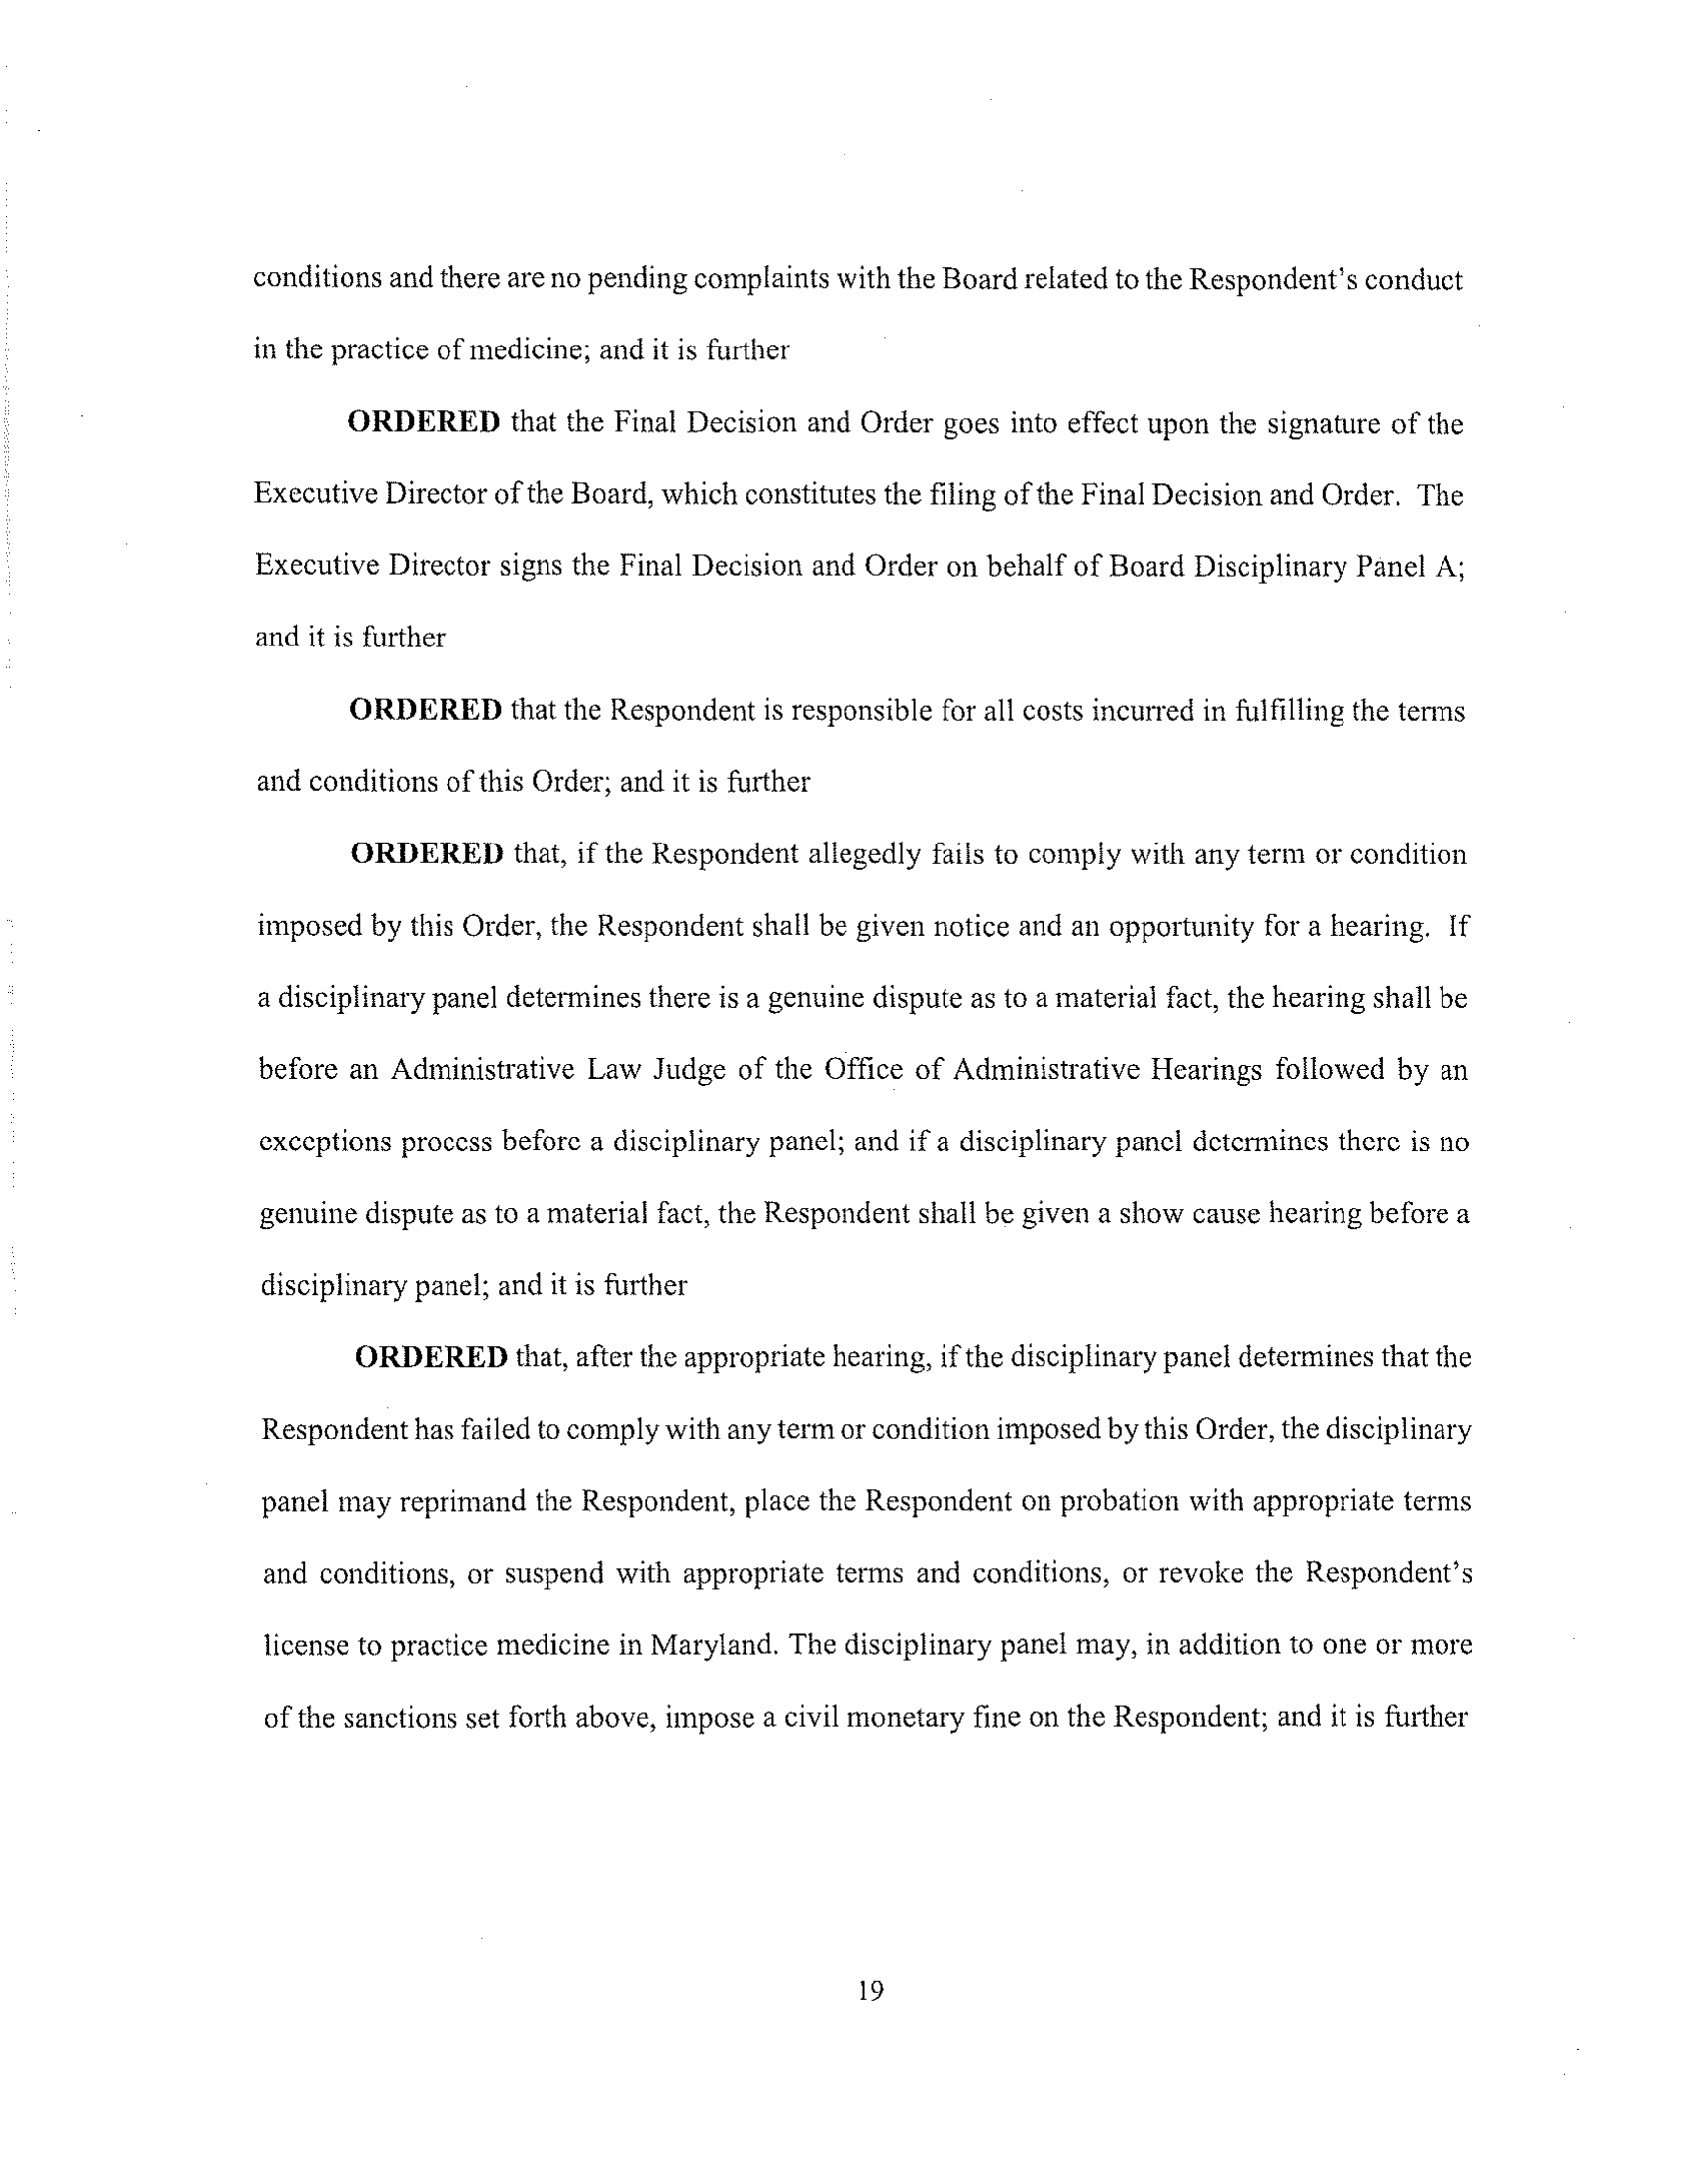 conditions and there are no pending complaints with the Board related to the Respondent's conduct
in the practice of medicine; and it is further
ORDERED that the Final Decision and Order goes into effect upon the signature of the
Executive Director of the Board, which constitutes the filing of the Final Decision and Order. The
Executive Director signs the Final Decision and Order on behalf of Board Disciplinary Panel A;
and it is further
ORDERED that the Respondent is responsible for all costs incurred in fulfilling the terms
and conditions of this Order; and it is further
ORDERED that, if the Respondent allegedly fails to comply with any term or condition
imposed by this Order, the Respondent shall be given notice and an opportunity for a hearing. If
a disciplinary panel determines there is a genuine dispute as to a material fact, the hearing shall be
before an Administrative Law Judge of the Office of Administrative Hearings followed by an
exceptions process before a disciplinary panel; and if a disciplinary panel determines there is no
genuine dispute as to a material fact, the Respondent shall be given a show cause hearing before a
disciplinary panel; and it is further
ORDERED that, after the appropriate hearing, if the disciplinary panel determines that the
Respondent has failed to comply with any term or condition imposed by this Order, the disciplinary
panel may reprimand the Respondent, place the Respondent on probation with appropriate terms
and conditions, or suspend with appropriate terms and conditions, or revoke the Respondent's
license to practice medicine in Maryland. The disciplinary panel may, in addition to one or more
of the sanctions set forth above, impose a civil monetary fine on the Respondent; and it is further
19